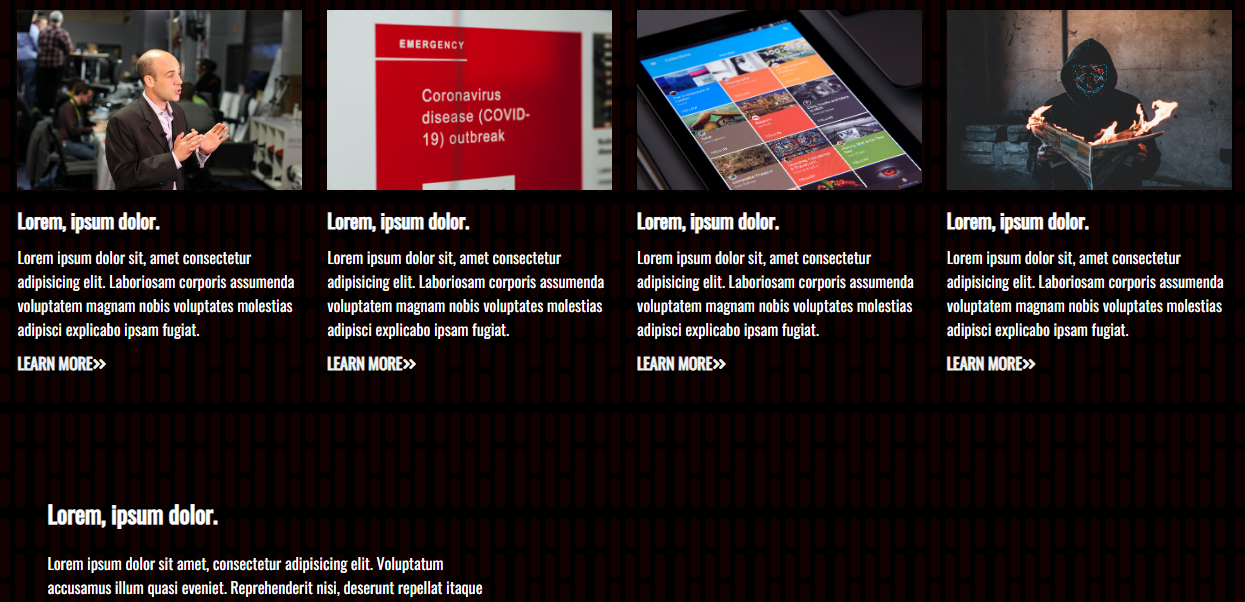 EMERGENCY
Coronavirus
disease (COVID-
19) outbreak
Lorem, ipsum dolor.
Lorem ipsum dolor sit, amet consectetur
adipisicing elit. Laboriosam corporis assumenda
voluptatem magnam nobis voluptates molestias
adipisci explicabo ipsam fugiat.
LEARN MORE»
Lorem, ipsum dolor.
Lorem ipsum dolor sit, amet consectetur
adipisicing elit. Laboriosam corporis assumenda
voluptatem magnam nobis voluptates molestias
adipisci explicabo ipsam fugiat.
LEARN MORE»
Lorem, ipsum dolor.
Lorem ipsum dolor sit, amet consectetur
adipisicing elit. Laboriosam corporis assumenda
voluptatem magnam nobis voluptates molestias
adipisci explicabo ipsam fugiat.
LEARN MORE»
Lorem, ipsum dolor.
Lorem ipsum dolor sit, amet consectetur
adipisicing elit. Laboriosam corporis assumenda
voluptatem magnam nobis voluptates molestias
adipisci explicabo ipsam fugiat.
LEARN MORE»
Lorem, ipsum dolor.
Lorem ipsum dolor sit amet, consectetur adipisicing elit. Voluptatum
accusamus illum quasi eveniet. Reprehenderit nisi, deserunt repellat itaque